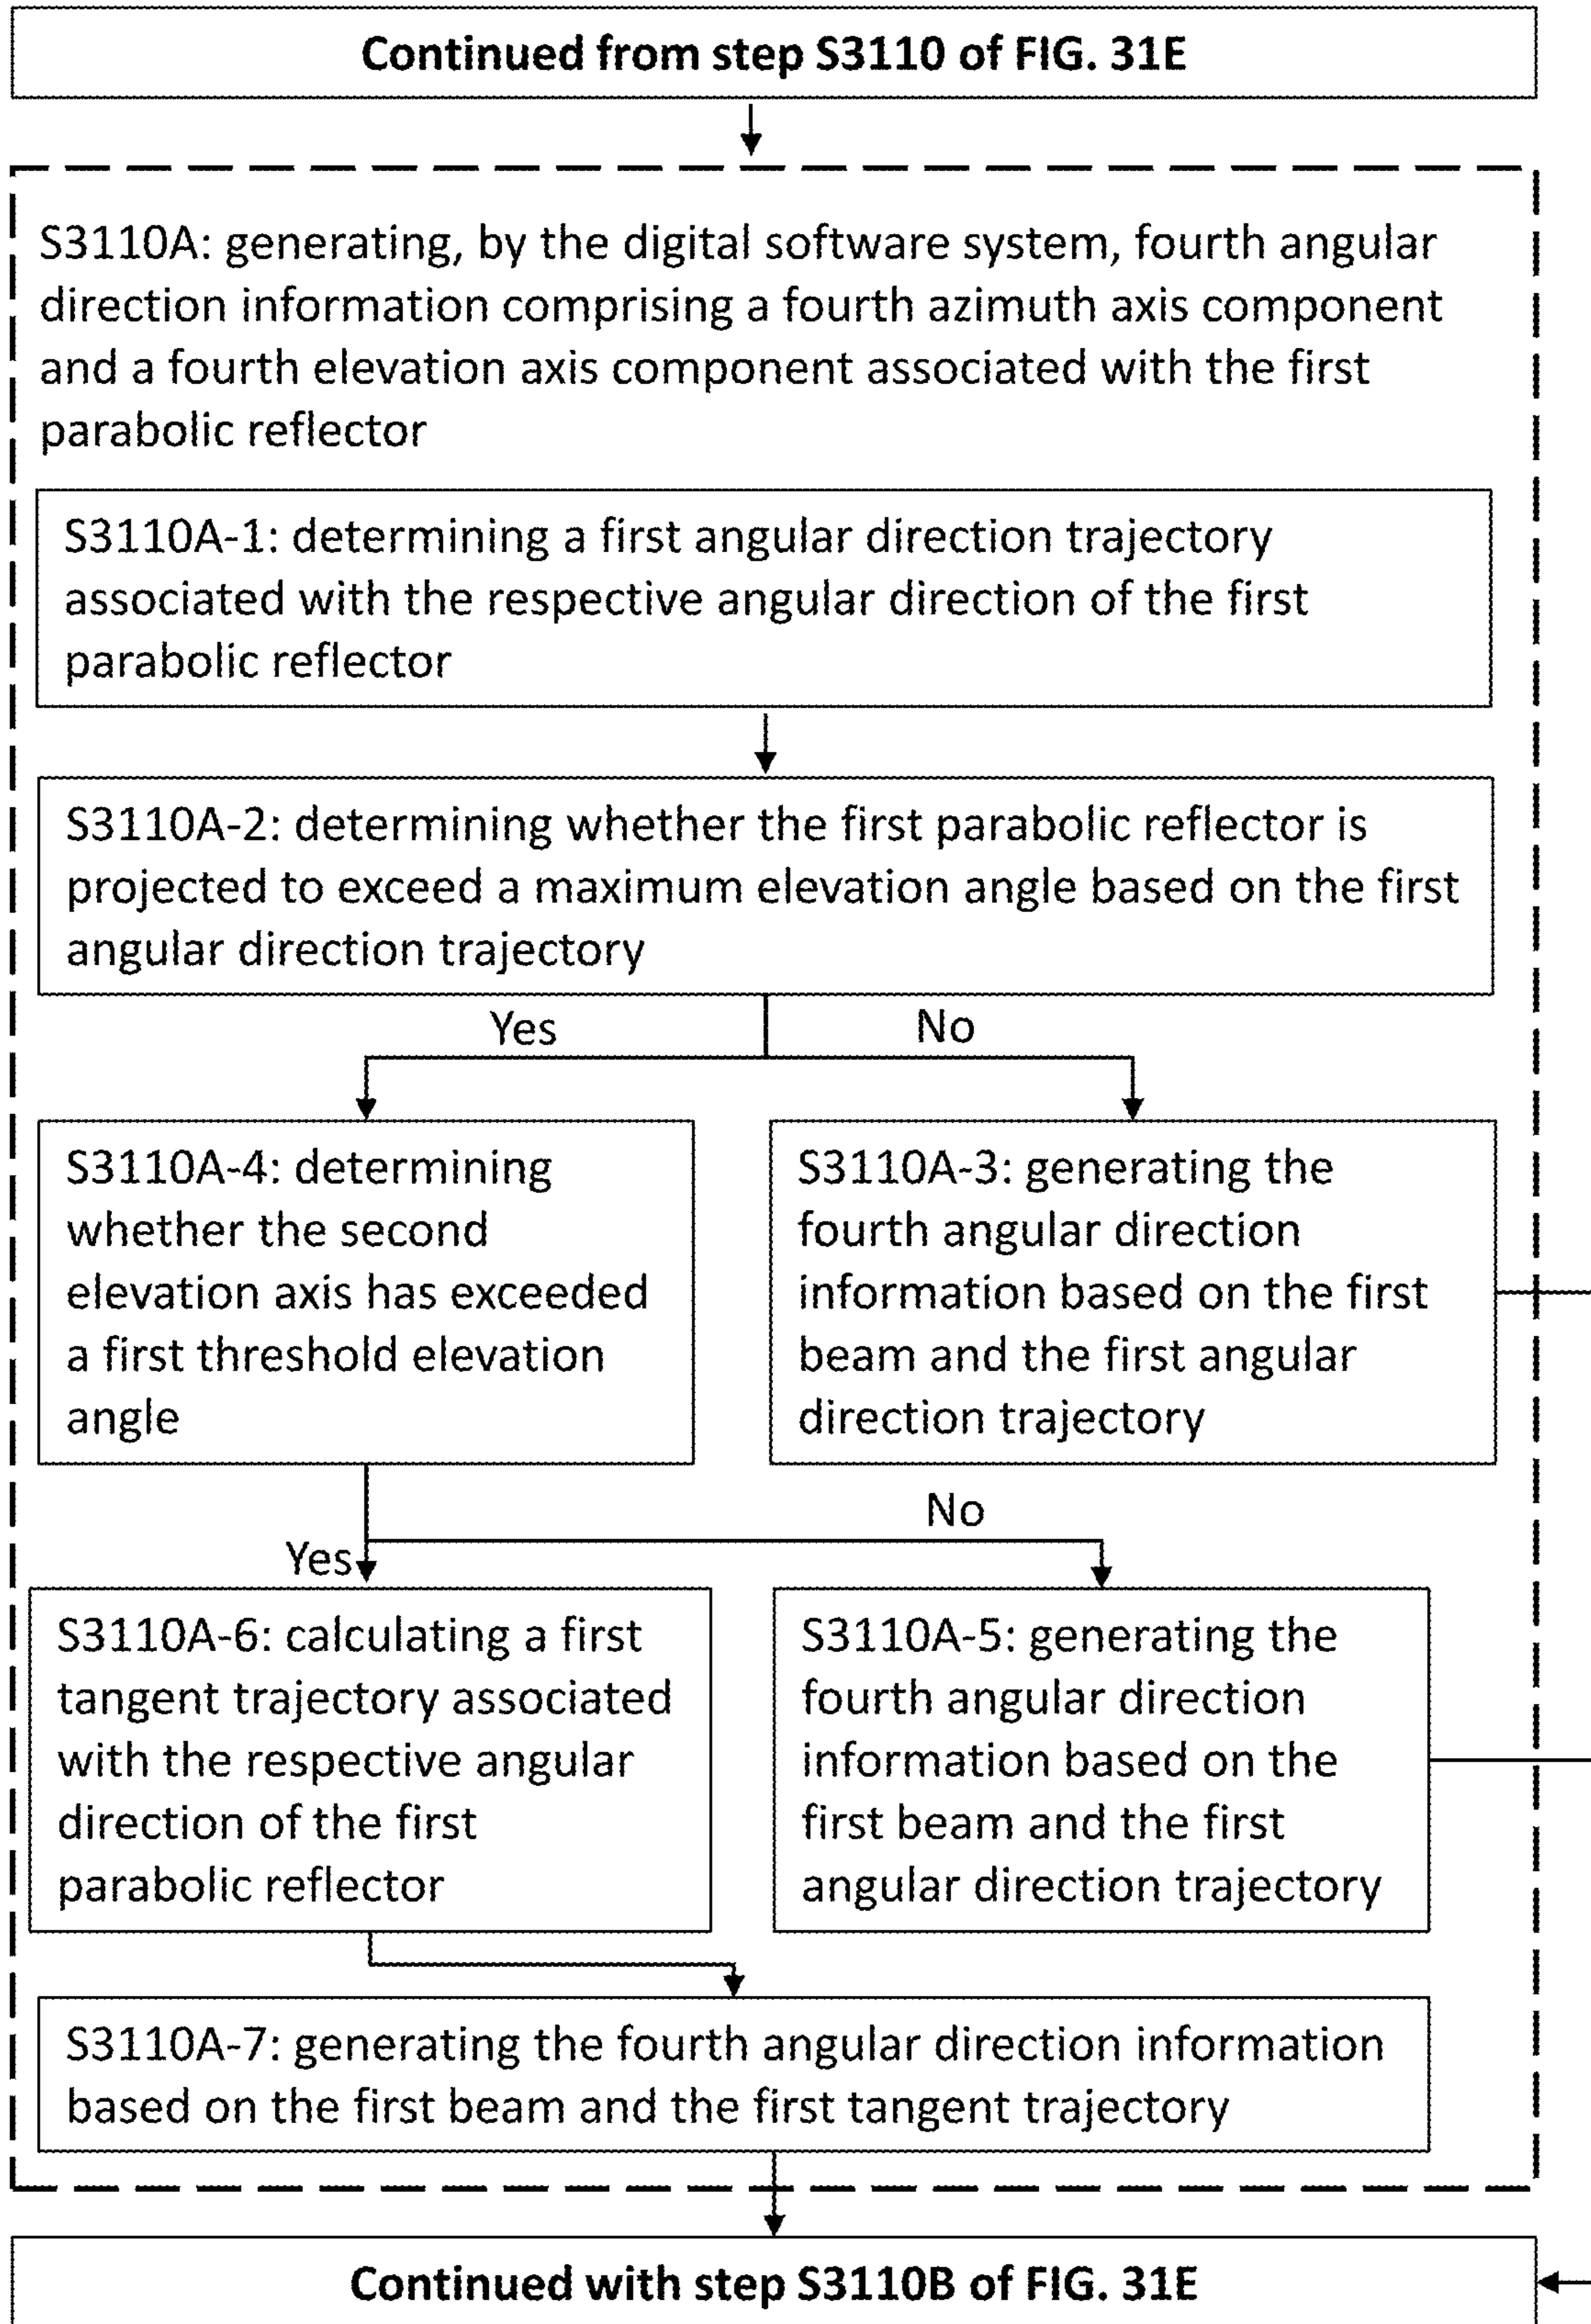 Continued from step S3110 of FIG. 31E
S3110A: generating, by the digital software system, fourth angular
direction information comprising a fourth azimuth axis component
and a fourth elevation axis component associated with the first
parabolic reflector
S3110A-1: determining a first angular direction trajectory
associated with the respective angular direction of the first
parabolic reflector
S3110A-2: determining whether the first parabolic reflector is
projected to exceed a maximum elevation angle based on the first
angular direction trajectory
Yes
No
S3110A-4: determining
whether the second
elevation axis has exceeded
a first threshold elevation
angle
S3110A-3: generating the
fourth angular direction
information based on the first
beam and the first angular
direction trajectory
No
Yes
S3110A-6: calculating a first
tangent trajectory associated
with the respective angular
direction of the first
parabolic reflector
S3110A-5: generating the
fourth angular direction
information based on the
first beam and the first
angular direction trajectory
S3110A-7: generating the fourth angular direction information
based on the first beam and the first tangent trajectory
Continued with step S3110B of FIG. 31E